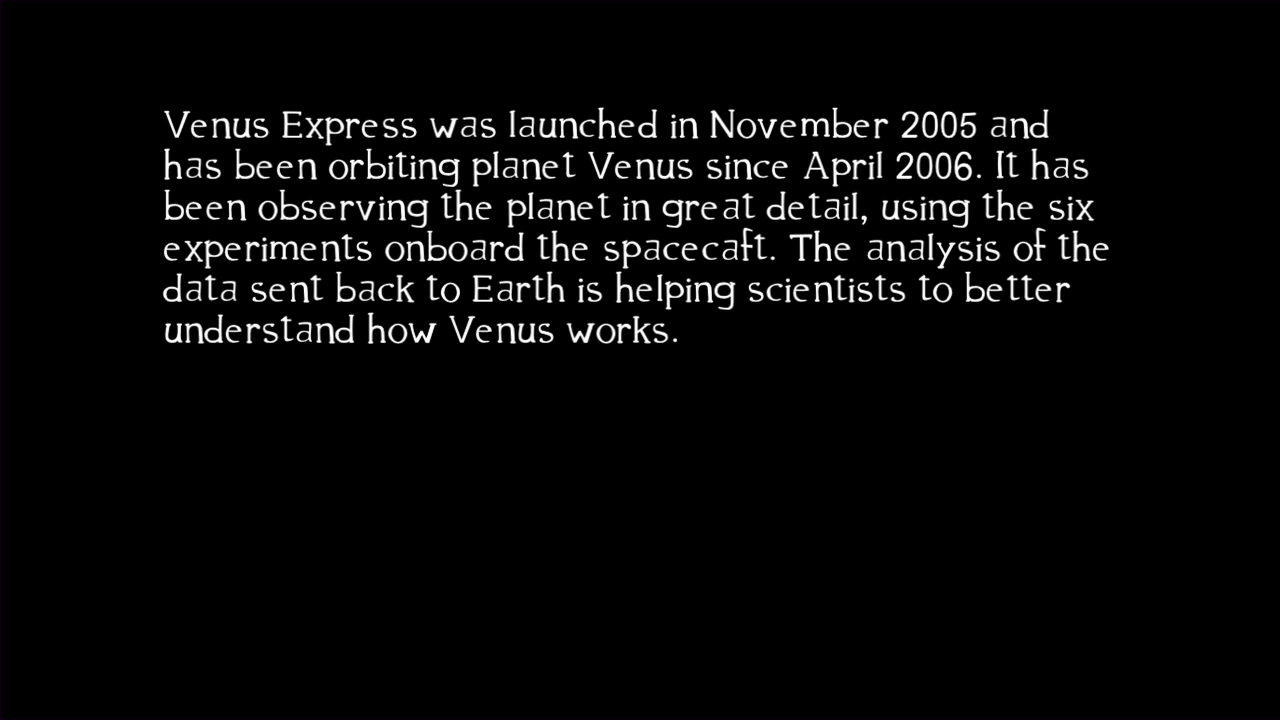 Venus Express was launched in November 2005 and
has been orbiting planet Venus since April 2006. It has
been observing the planet in great detail, using the six
experiments onboard the spacecaft. The analysis of the
data sent back to Earth is helping scientists to better
understand how Venus works.